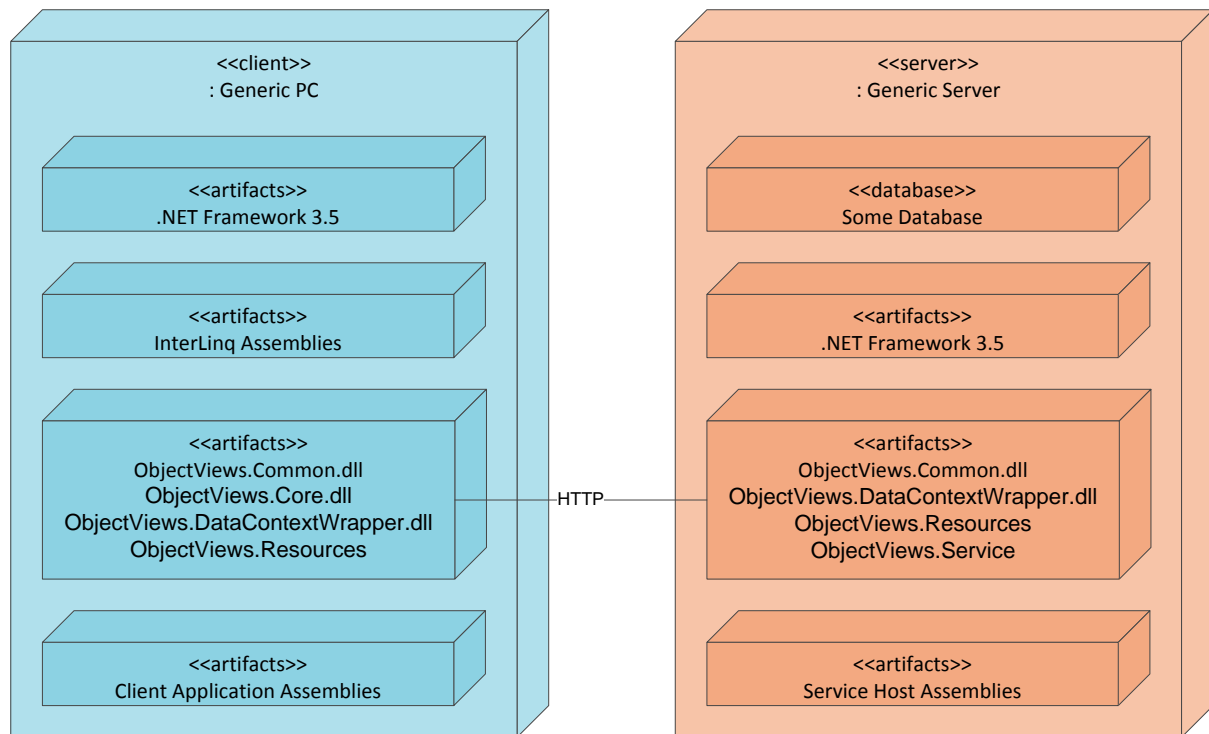 <<client>>
: Generic PC
<<artifacts>>
.NET Framework 3.5
<<artifacts>>
InterLinq Assemblies
<<artifacts>>
ObjectViews.Common.dll
ObjectViews.Core.dll
ObjectViews.DataContextWrapper.dll
ObjectViews.Resources
<<artifacts>>
Client Application Assemblies
HTTP
<<server>>
: Generic Server
<<database>>
Some Database
<<artifacts>>
.NET Framework 3.5
<<artifacts>>
ObjectViews.Common.dll
ObjectViews.DataContextWrapper.dll
ObjectViews.Resources
ObjectViews.Service
<<artifacts>>
Service Host Assemblies